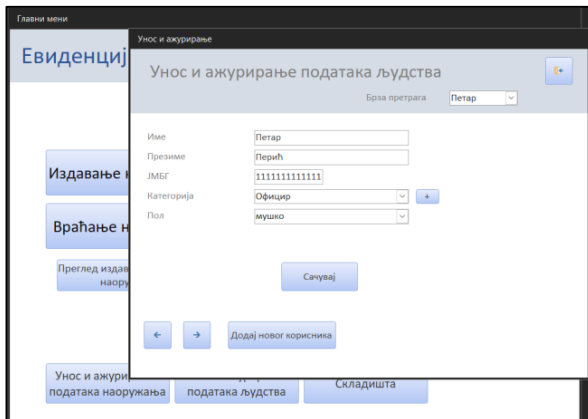 Главни мени
Унос и ажурирање
Евиденциј
Унос и ажурирање података људства
Брза претрага
Петар
Име
Петар
Презиме
Перић
ЈМБГ
1111111111111
Категорија
Официр
+
Пол
мушко
Издавање
Враћање н
Преглед издав
наору
Сачувај
Додај новог корисника
Унос и ажури
података наоружања
података људства
Складишта